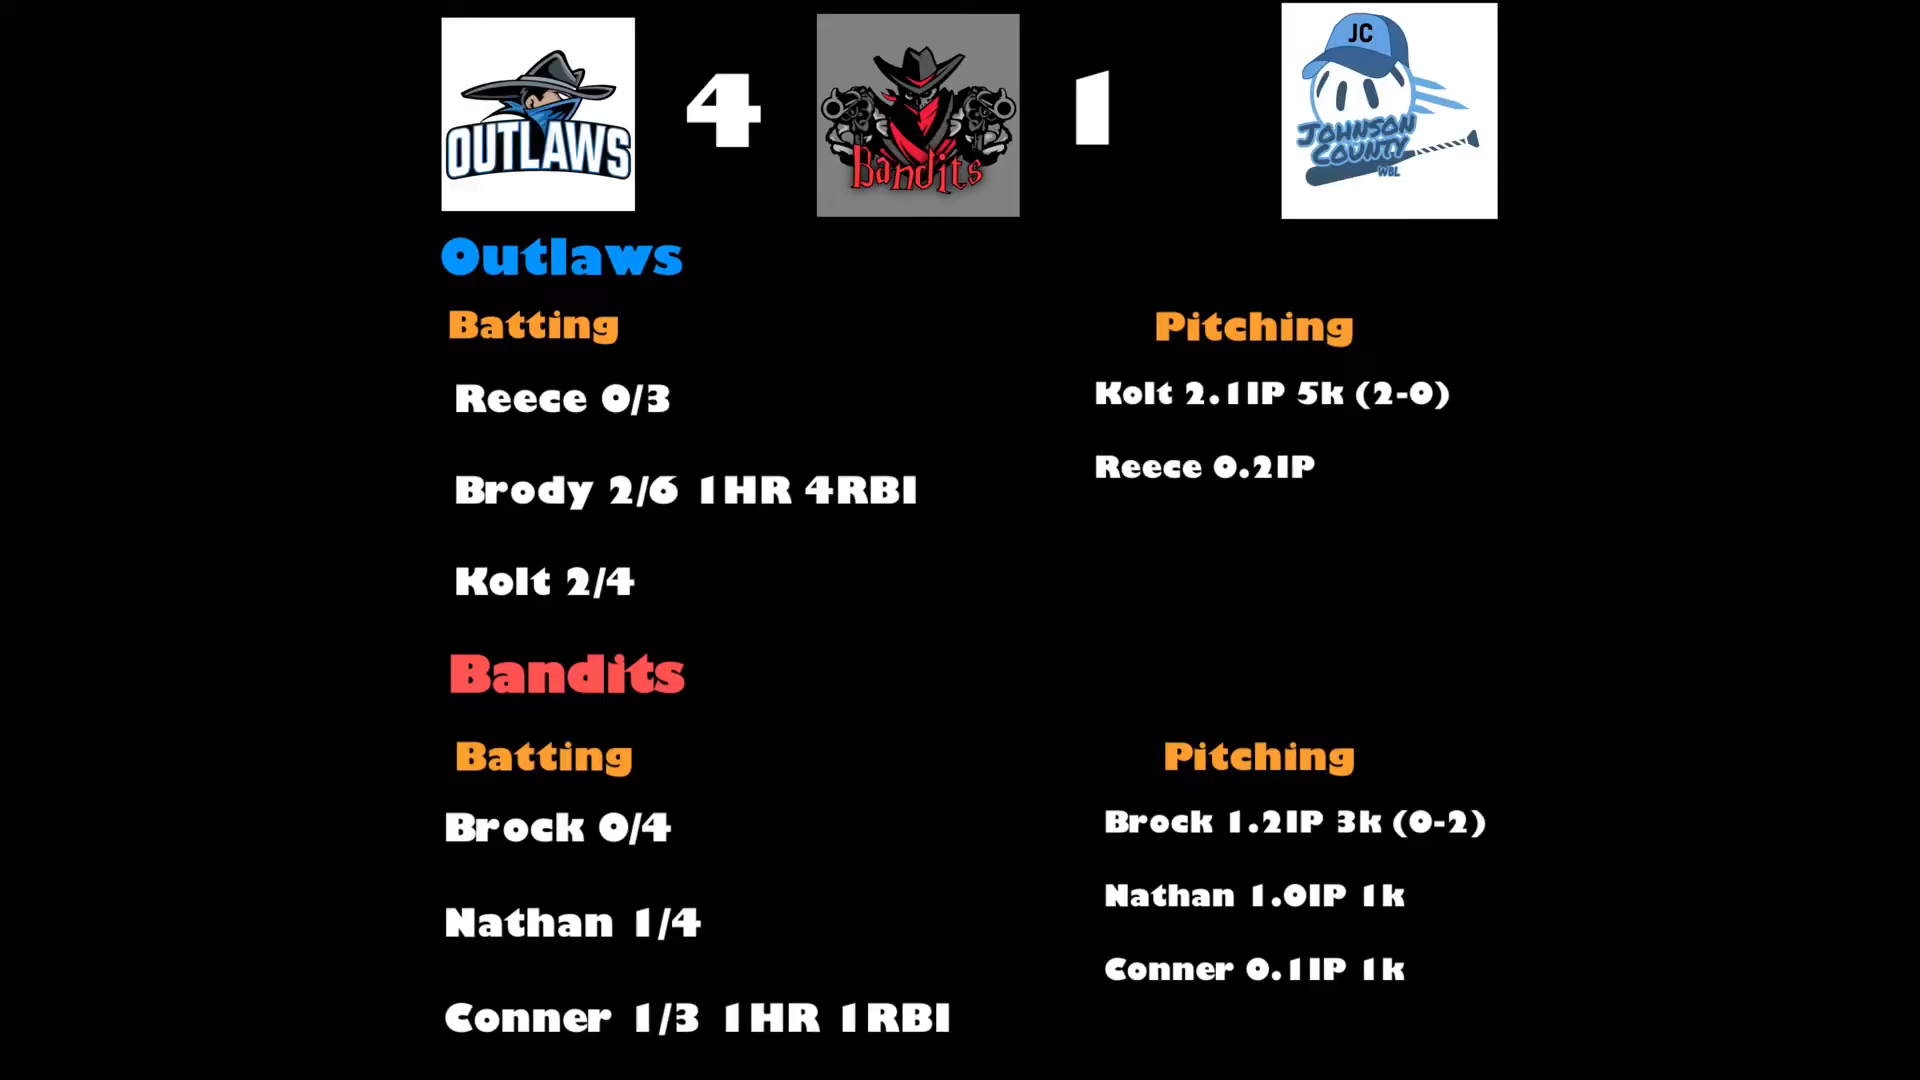 OUTLAWS
4
Bandits
1
JC
JOHNSON
COUNTY
WBL
Outlaws
Batting
Pitching
Reece 0/3
Kolt 2.1IP 5k (2-0)
Brody 2/6 1HR 4RBI
Reece 0.2IP
Kolt 2/4
Bandits
Batting
Pitching
Brock 0/4
Brock 1.2IP 3k (0-2)
Nathan 1/4
Nathan 1.0IP 1k
Conner 1/3 1HR 1RBI
Conner 0.1IP 1k